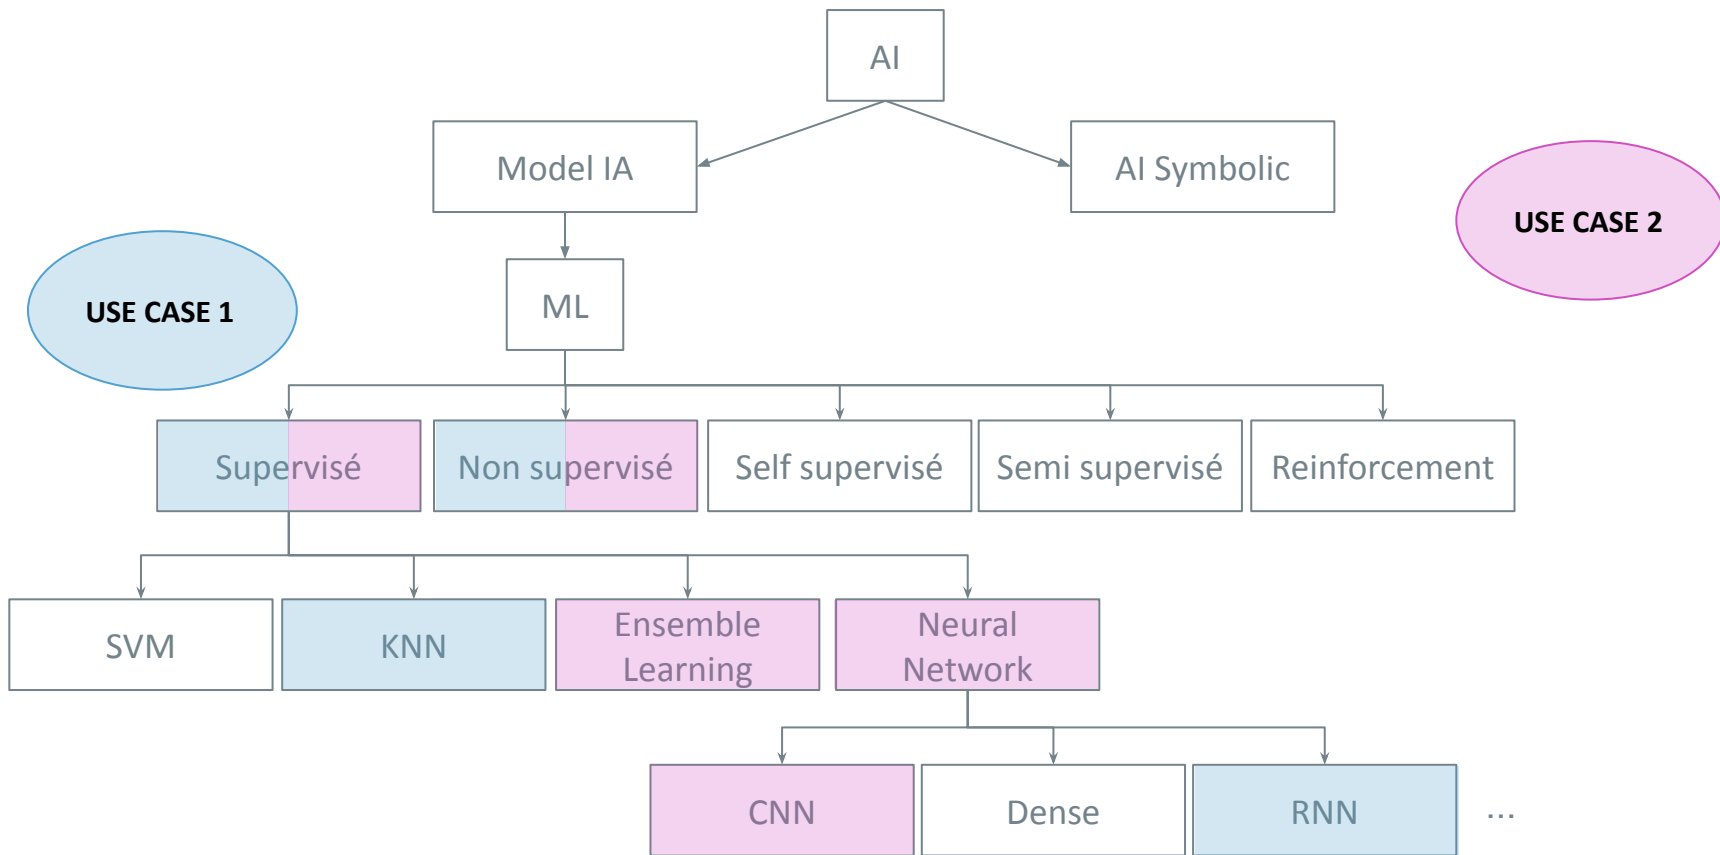 AI
Model IA
AI Symbolic
USE CASE 2
USE CASE 1
ML
Supervisé
Non supervisé
Self supervisé
Semi supervisé
Reinforcement
SVM
KNN
Ensemble
Learning
Neural
Network
CNN
Dense
RNN
...